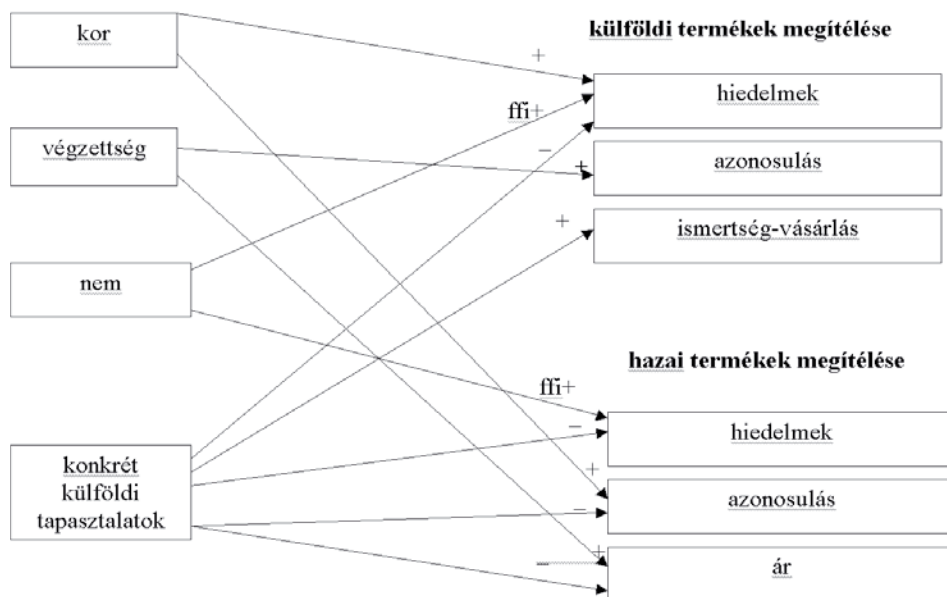 kor
végzettség
nem
konkrét
külföldi
tapasztalatok
külföldi termékek megítélése
+
hiedelmek
ffi+
–
azonosulás
+
ismertség-vásárlás
+
hazai termékek megítélése
ffi+
hiedelmek
–
+
azonosulás
–
+
–
ár